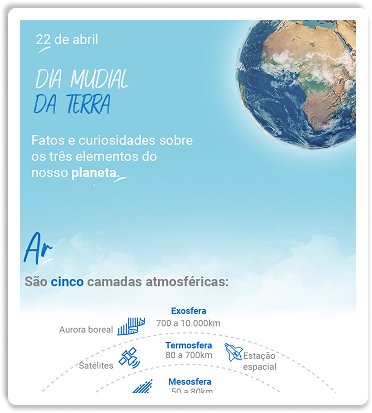 22 de abril
DIA MUDIAL
DA TERRA
Fatos e curiosidades sobre
os três elementos do
nosso planeta.
Ar
São cinco camadas atmosféricas:
Exosfera
700 a 10.000km
Aurora boreal
Termosfera
80 a 700km
Estação
espacial
Satélites
Mesosfera
50 a 80km